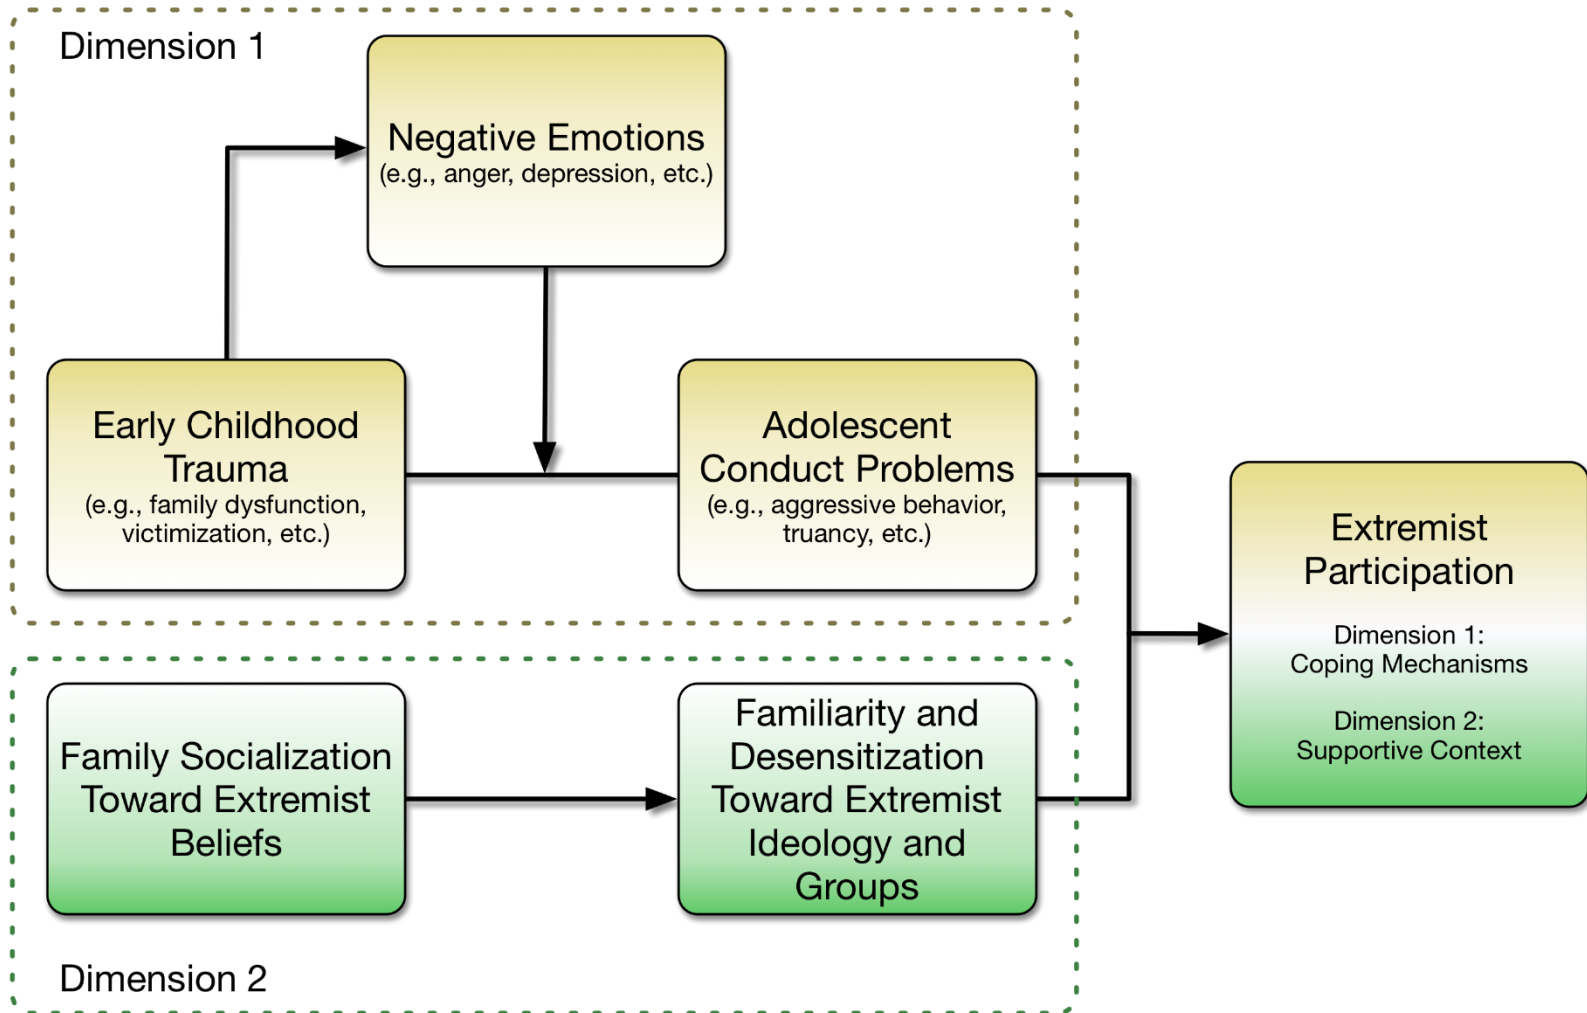 Dimension 1
Negative Emotions
(e.g., anger, depression, etc.)
Early Childhood
Trauma
(e.g., family dysfunction,
victimization, etc.)
Adolescent
Conduct Problems
(e.g., aggressive behavior,
truancy, etc.)
Extremist
Participation
Dimension 1:
Coping Mechanisms
Dimension 2:
Supportive Context
Family Socialization
Toward Extremist
Beliefs
Familiarity and
Desensitization
Toward Extremist
Ideology and
Groups
Dimension 2